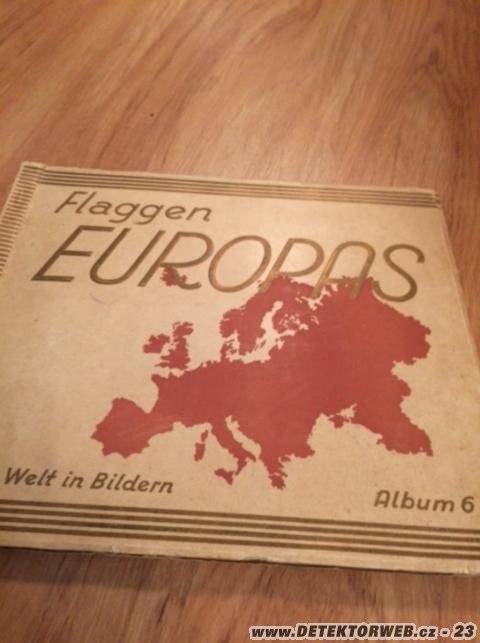 Flaggen
EUROPAS
Welt in Bildern
Album 6
www.DETEKTORWEB.cz - 23